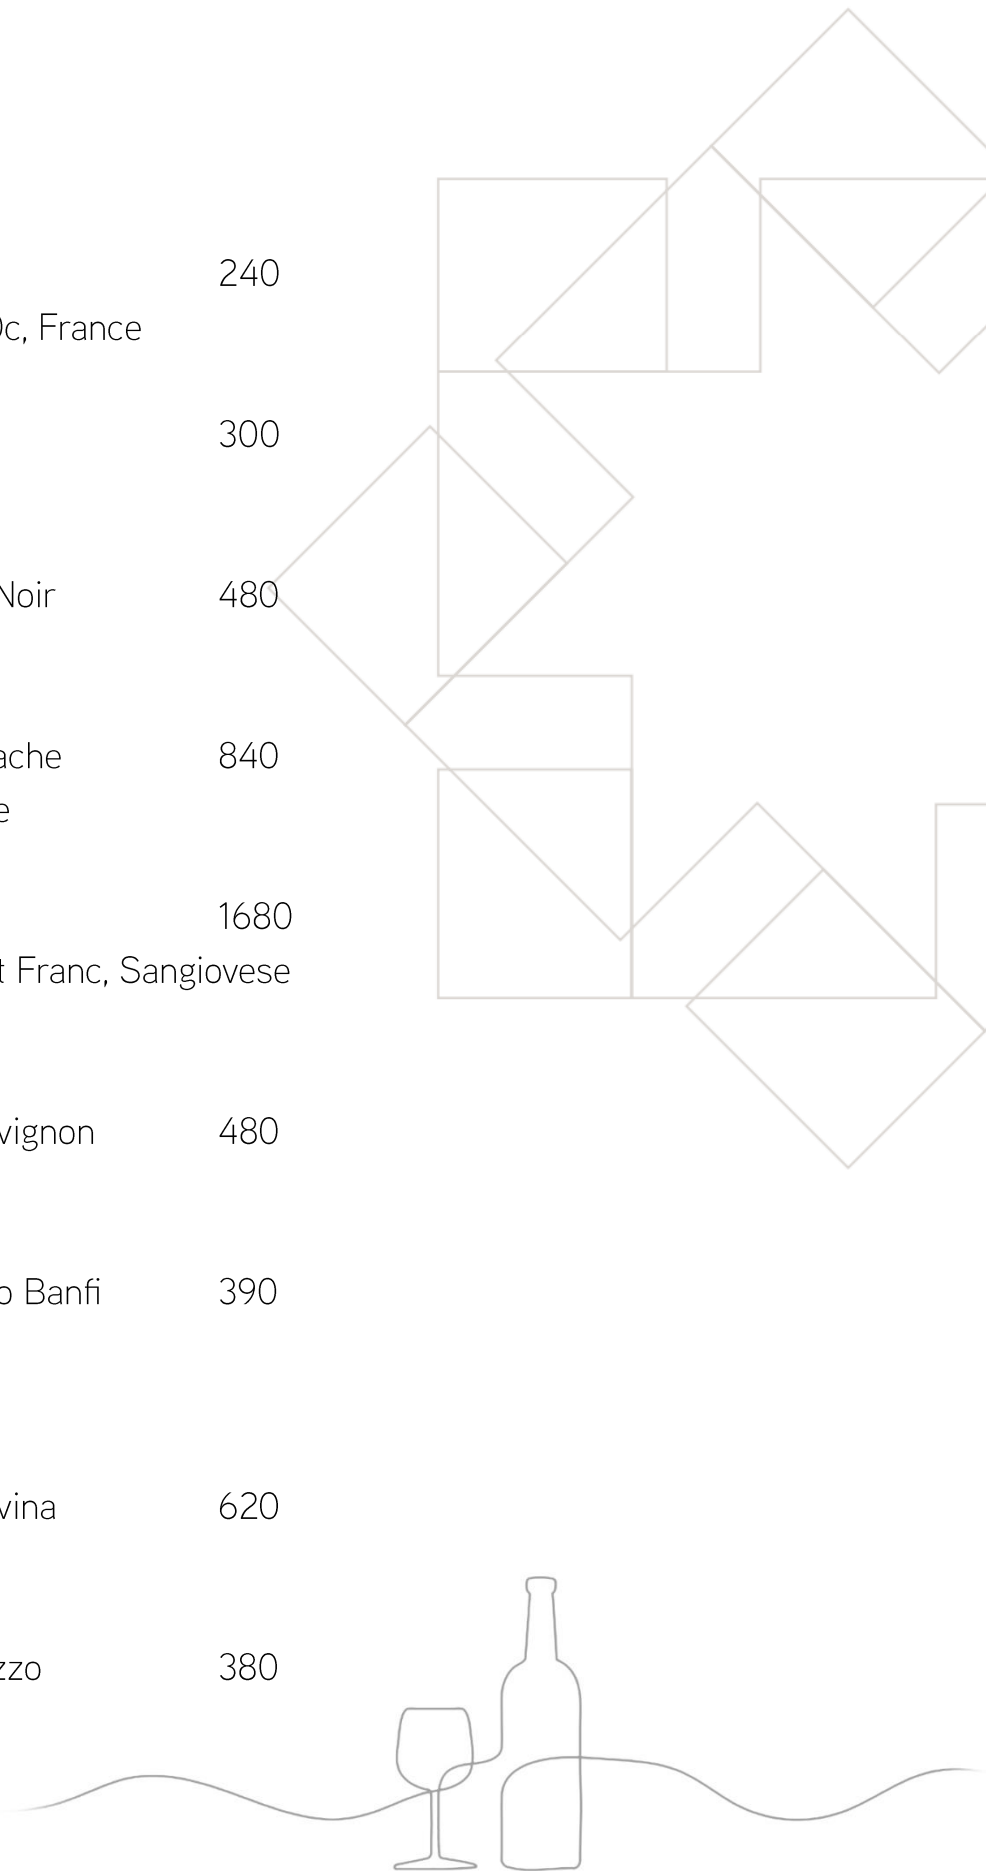 240
Oc, France
300
Noir 480
ache 840
e
1680
t Franc, Sangiovese
vignon 480
o Banfi 390
vina 620
zzo 380